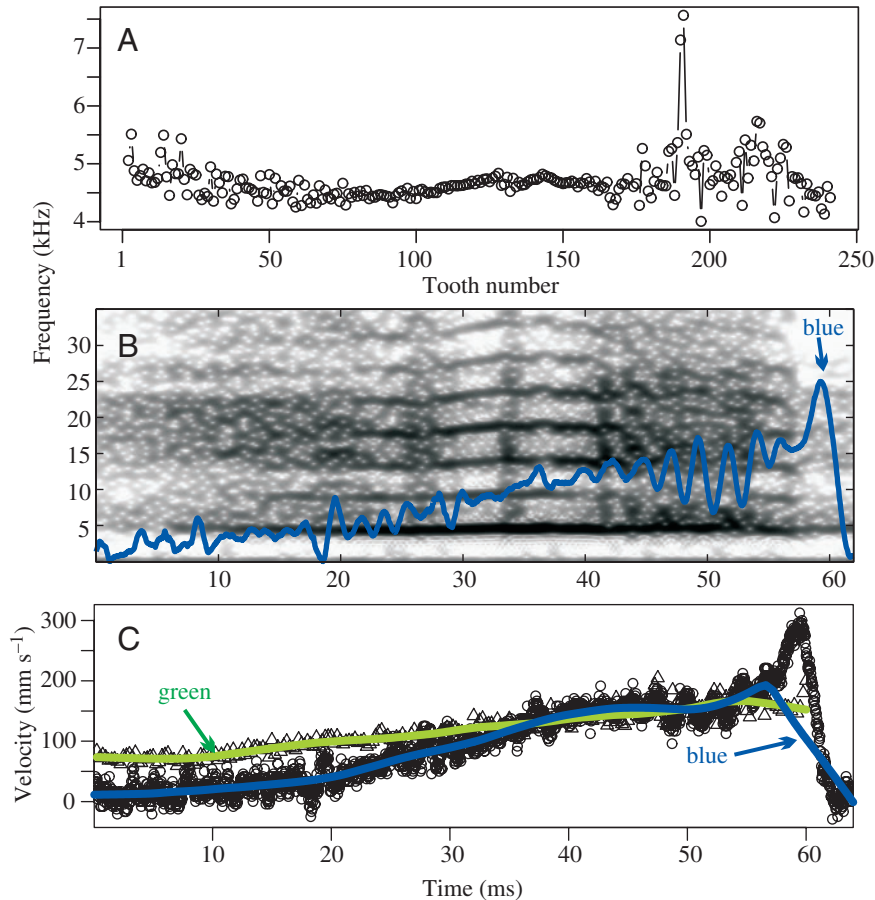 A
7
6
5
4
1 50 100 150 200 250
Tooth number
Frequency (kHz)
B
blue
30
25
20
15
10
5
10 20 30 40 50 60
C
300
200
100
0
Velocity (mm s⁻¹)
green
blue
10 20 30 40 50 60
Time (ms)